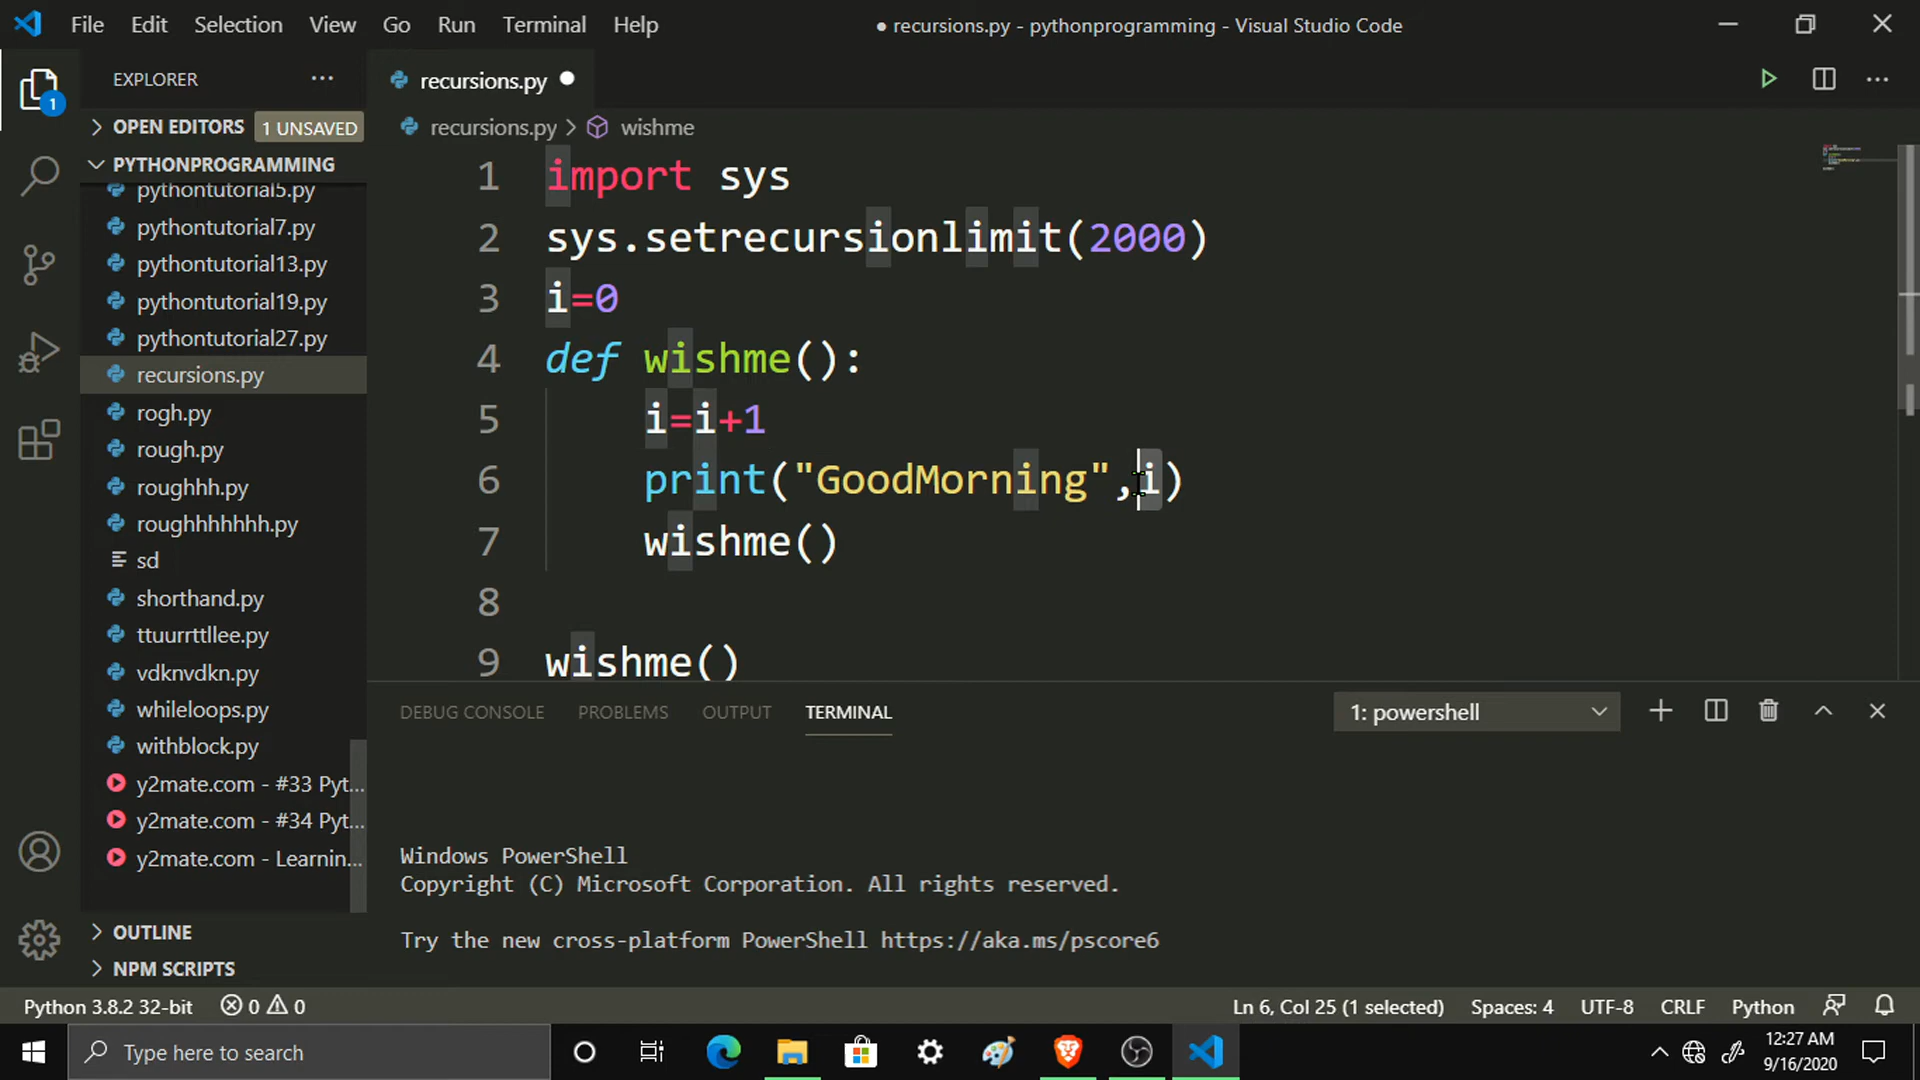 File Edit Selection View Go Run Terminal Help
● recursions.py - pythonprogramming - Visual Studio Code
EXPLORER
recursions.py
OPEN EDITORS 1 UNSAVED
recursions.py > wishme
PYTHONPROGRAMMING
pythontutorial5.py
pythontutorial7.py
pythontutorial13.py
pythontutorial19.py
pythontutorial27.py
recursions.py
rogh.py
rough.py
roughhh.py
roughhhhhhh.py
sd
shorthand.py
ttuurrttllee.py
vdknvdkn.py
whileloops.py
withblock.py
y2mate.com - #33 Pyt...
y2mate.com - #34 Pyt...
y2mate.com - Learnin...
OUTLINE
NPM SCRIPTS
1 import sys
2 sys.setrecursionlimit(2000)
3 i=0
4 def wishme():
5 i=i+1
6 print("GoodMorning",i)
7 wishme()
8
9 wishme()
DEBUG CONSOLE PROBLEMS OUTPUT TERMINAL
1: powershell
Windows PowerShell
Copyright (C) Microsoft Corporation. All rights reserved.
Try the new cross-platform PowerShell https://aka.ms/pscore6
Python 3.8.2 32-bit 0 0 Ln 6, Col 25 (1 selected) Spaces: 4 UTF-8 CRLF Python
Type here to search
12:27 AM
9/16/2020
1